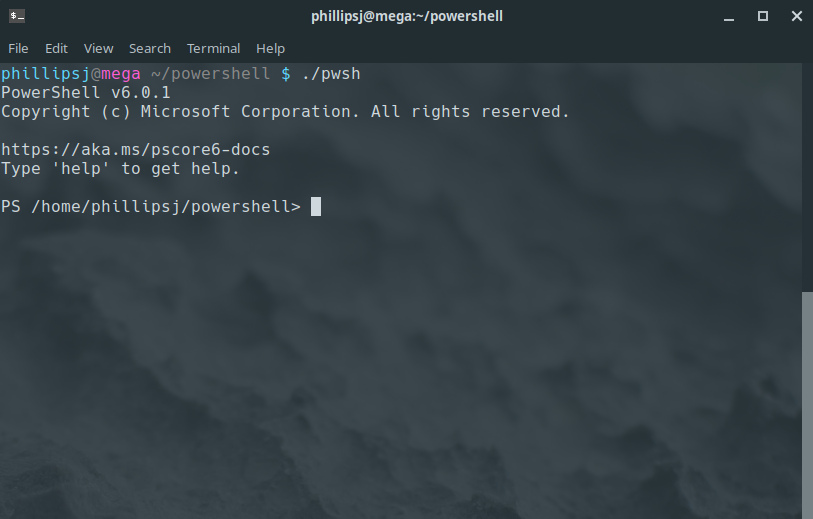 phillipsj@mega:~/powershell
File Edit View Search Terminal Help
phillipsj@mega ~/powershell $ ./pwsh
PowerShell v6.0.1
Copyright (c) Microsoft Corporation. All rights reserved.
https://aka.ms/pscore6-docs
Type 'help' to get help.
PS /home/phillipsj/powershell>